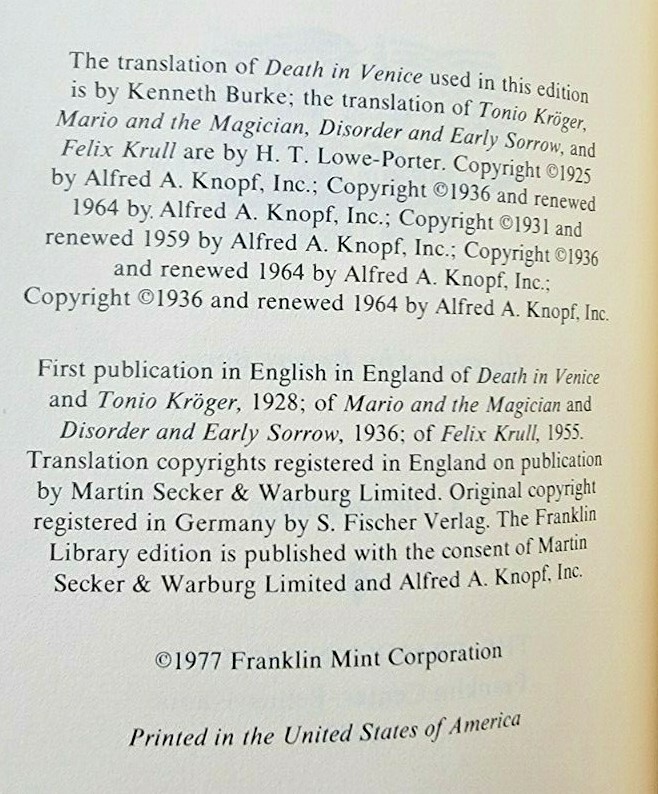 The translation of Death in Venice used in this edition
is by Kenneth Burke; the translation of Tonio Kröger,
Mario and the Magician, Disorder and Early Sorrow, and
Felix Krull are by H. T. Lowe-Porter. Copyright ©1925
by Alfred A. Knopf, Inc.; Copyright ©1936 and renewed
1964 by. Alfred A. Knopf, Inc.; Copyright ©1931 and
renewed 1959 by Alfred A. Knopf, Inc.; Copyright ©1936
and renewed 1964 by Alfred A. Knopf, Inc.;
Copyright ©1936 and renewed 1964 by Alfred A. Knopf, Inc.
First publication in English in England of Death in Venice
and Tonio Kröger, 1928; of Mario and the Magician and
Disorder and Early Sorrow, 1936; of Felix Krull, 1955.
Translation copyrights registered in England on publication
by Martin Secker & Warburg Limited. Original copyright
registered in Germany by S. Fischer Verlag. The Franklin
Library edition is published with the consent of Martin
Secker & Warburg Limited and Alfred A. Knopf, Inc.
©1977 Franklin Mint Corporation
Printed in the United States of America